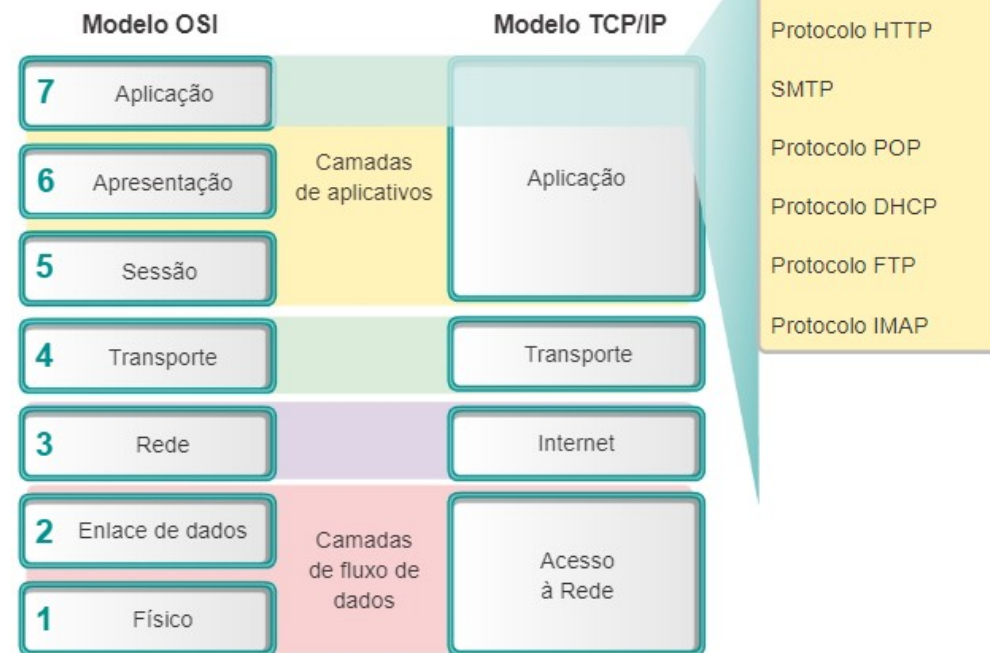 Modelo OSI
Modelo TCP/IP
7 Aplicação
6 Apresentação
5 Sessão
4 Transporte
3 Rede
2 Enlace de dados
1 Físico
Camadas
de aplicativos
Camadas
de fluxo de
dados
Aplicação
Transporte
Internet
Acesso
à Rede
Protocolo HTTP
SMTP
Protocolo POP
Protocolo DHCP
Protocolo FTP
Protocolo IMAP